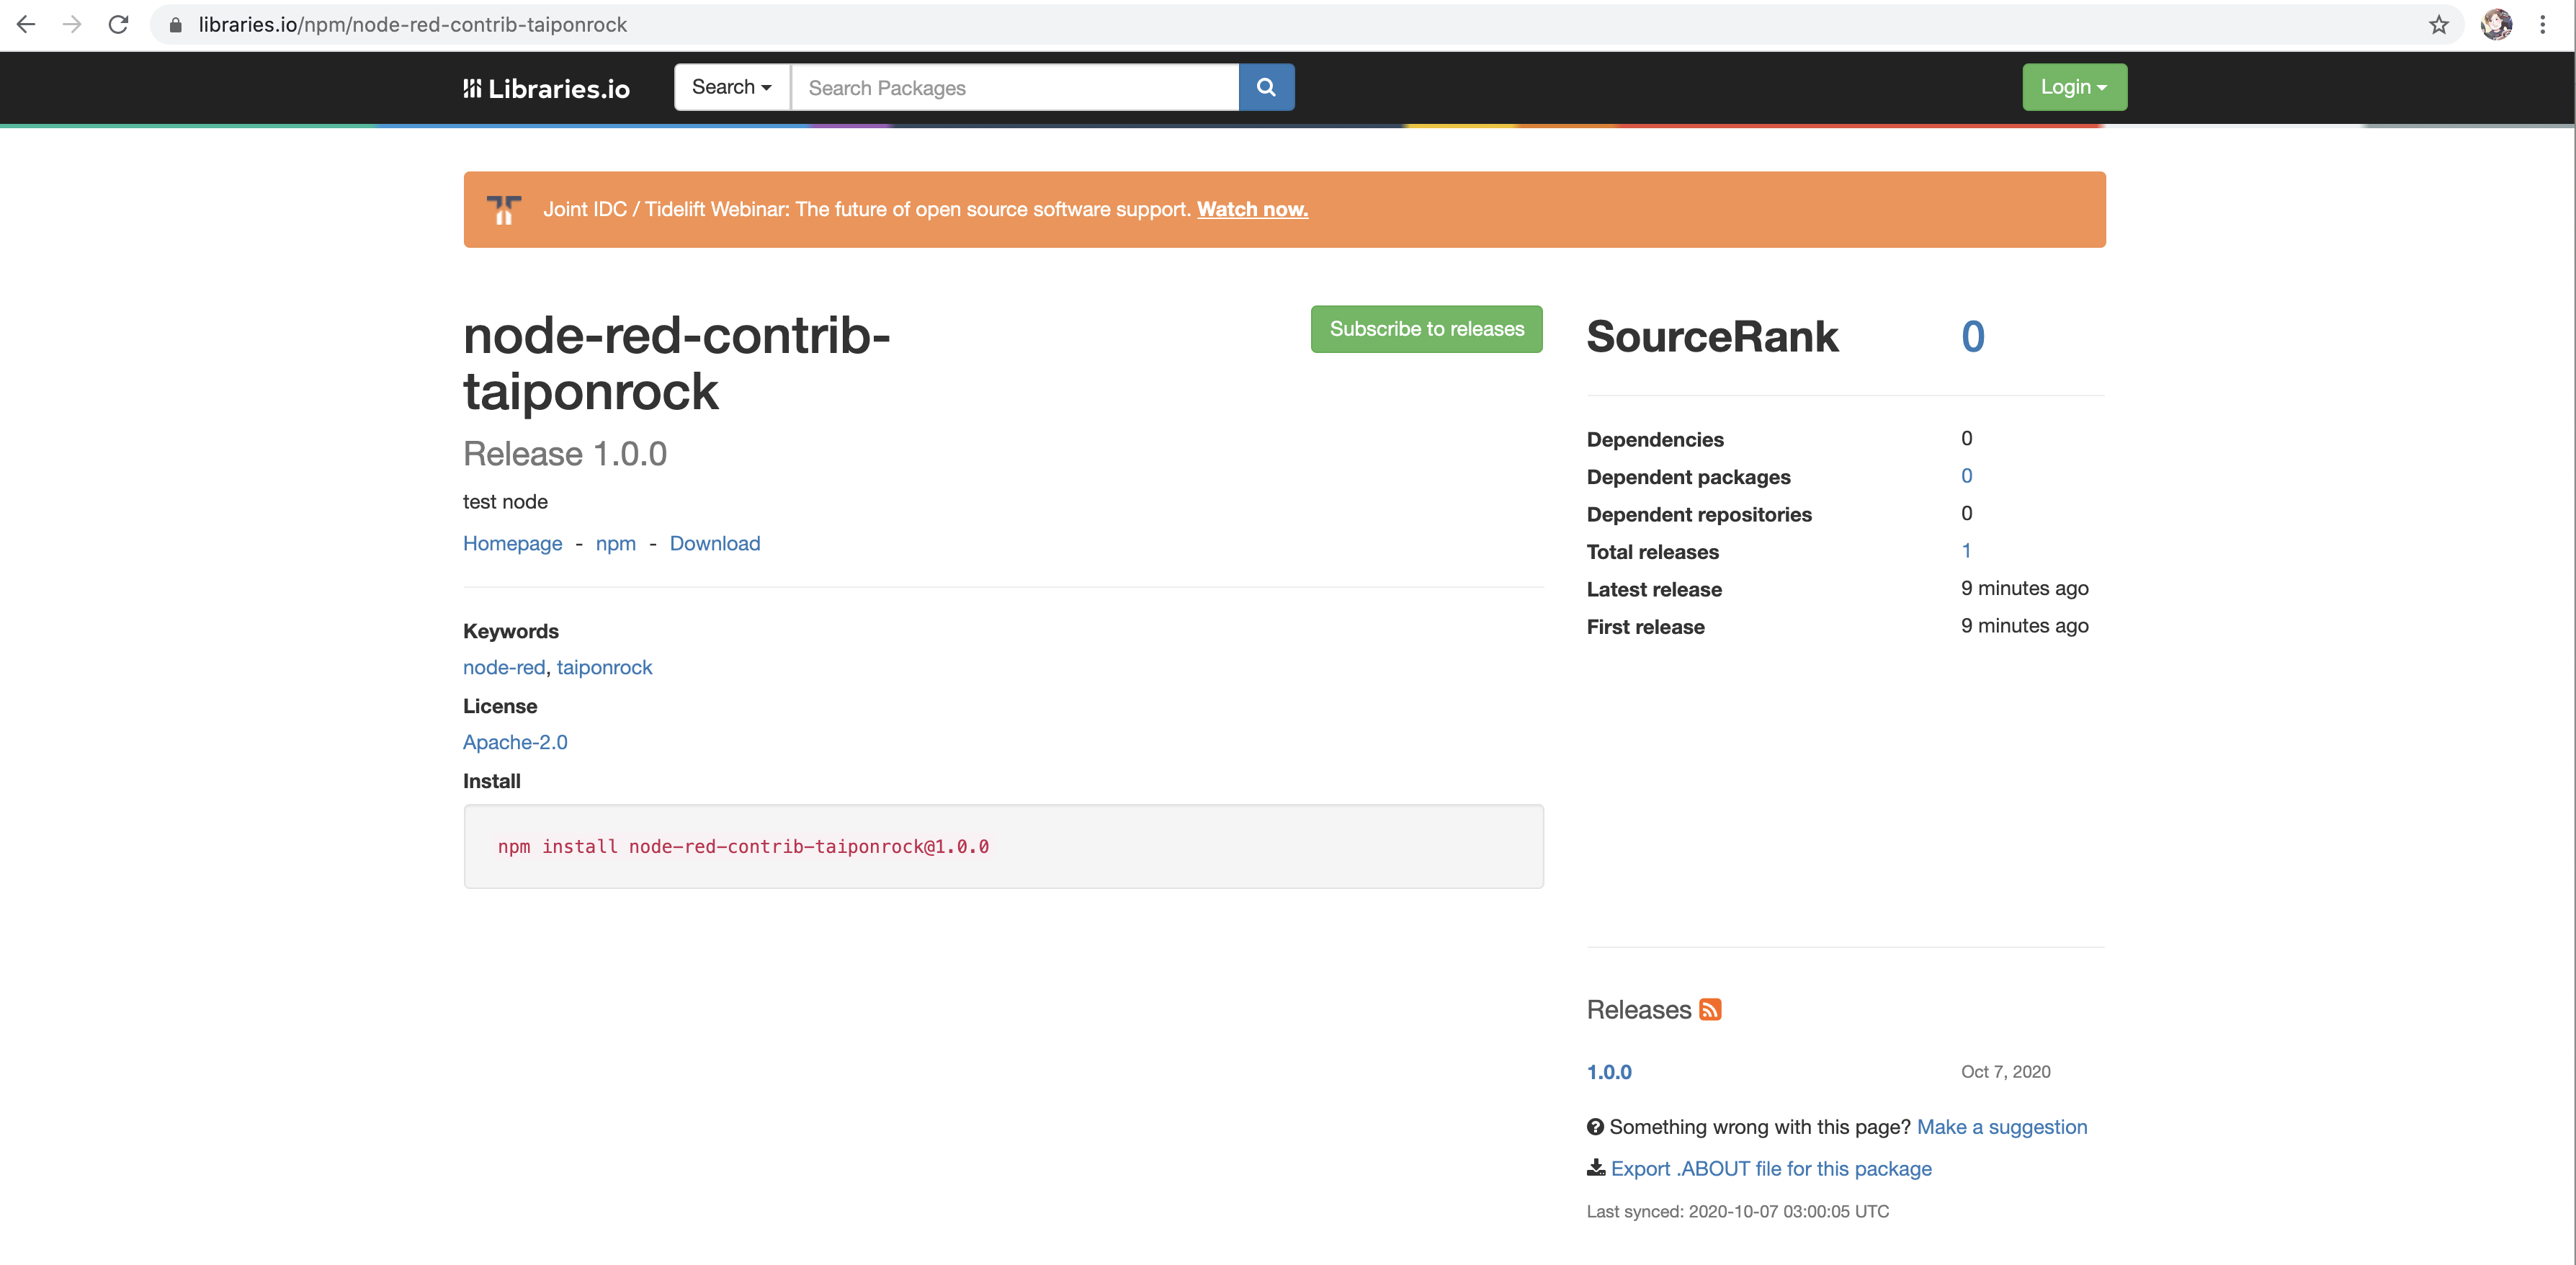 libraries.io/npm/node-red-contrib-taiponrock
Libraries.io
Search
Search Packages
Login
Joint IDC / Tidelift Webinar: The future of open source software support. Watch now.
node-red-contrib-
taiponrock
Subscribe to releases
Release 1.0.0
test node
Homepage - npm - Download
Keywords
node-red, taiponrock
License
Apache-2.0
Install
npm install node-red-contrib-taiponrock@1.0.0
SourceRank 0
Dependencies 0
Dependent packages 0
Dependent repositories 0
Total releases 1
Latest release 9 minutes ago
First release 9 minutes ago
Releases
1.0.0 Oct 7, 2020
Something wrong with this page? Make a suggestion
Export .ABOUT file for this package
Last synced: 2020-10-07 03:00:05 UTC